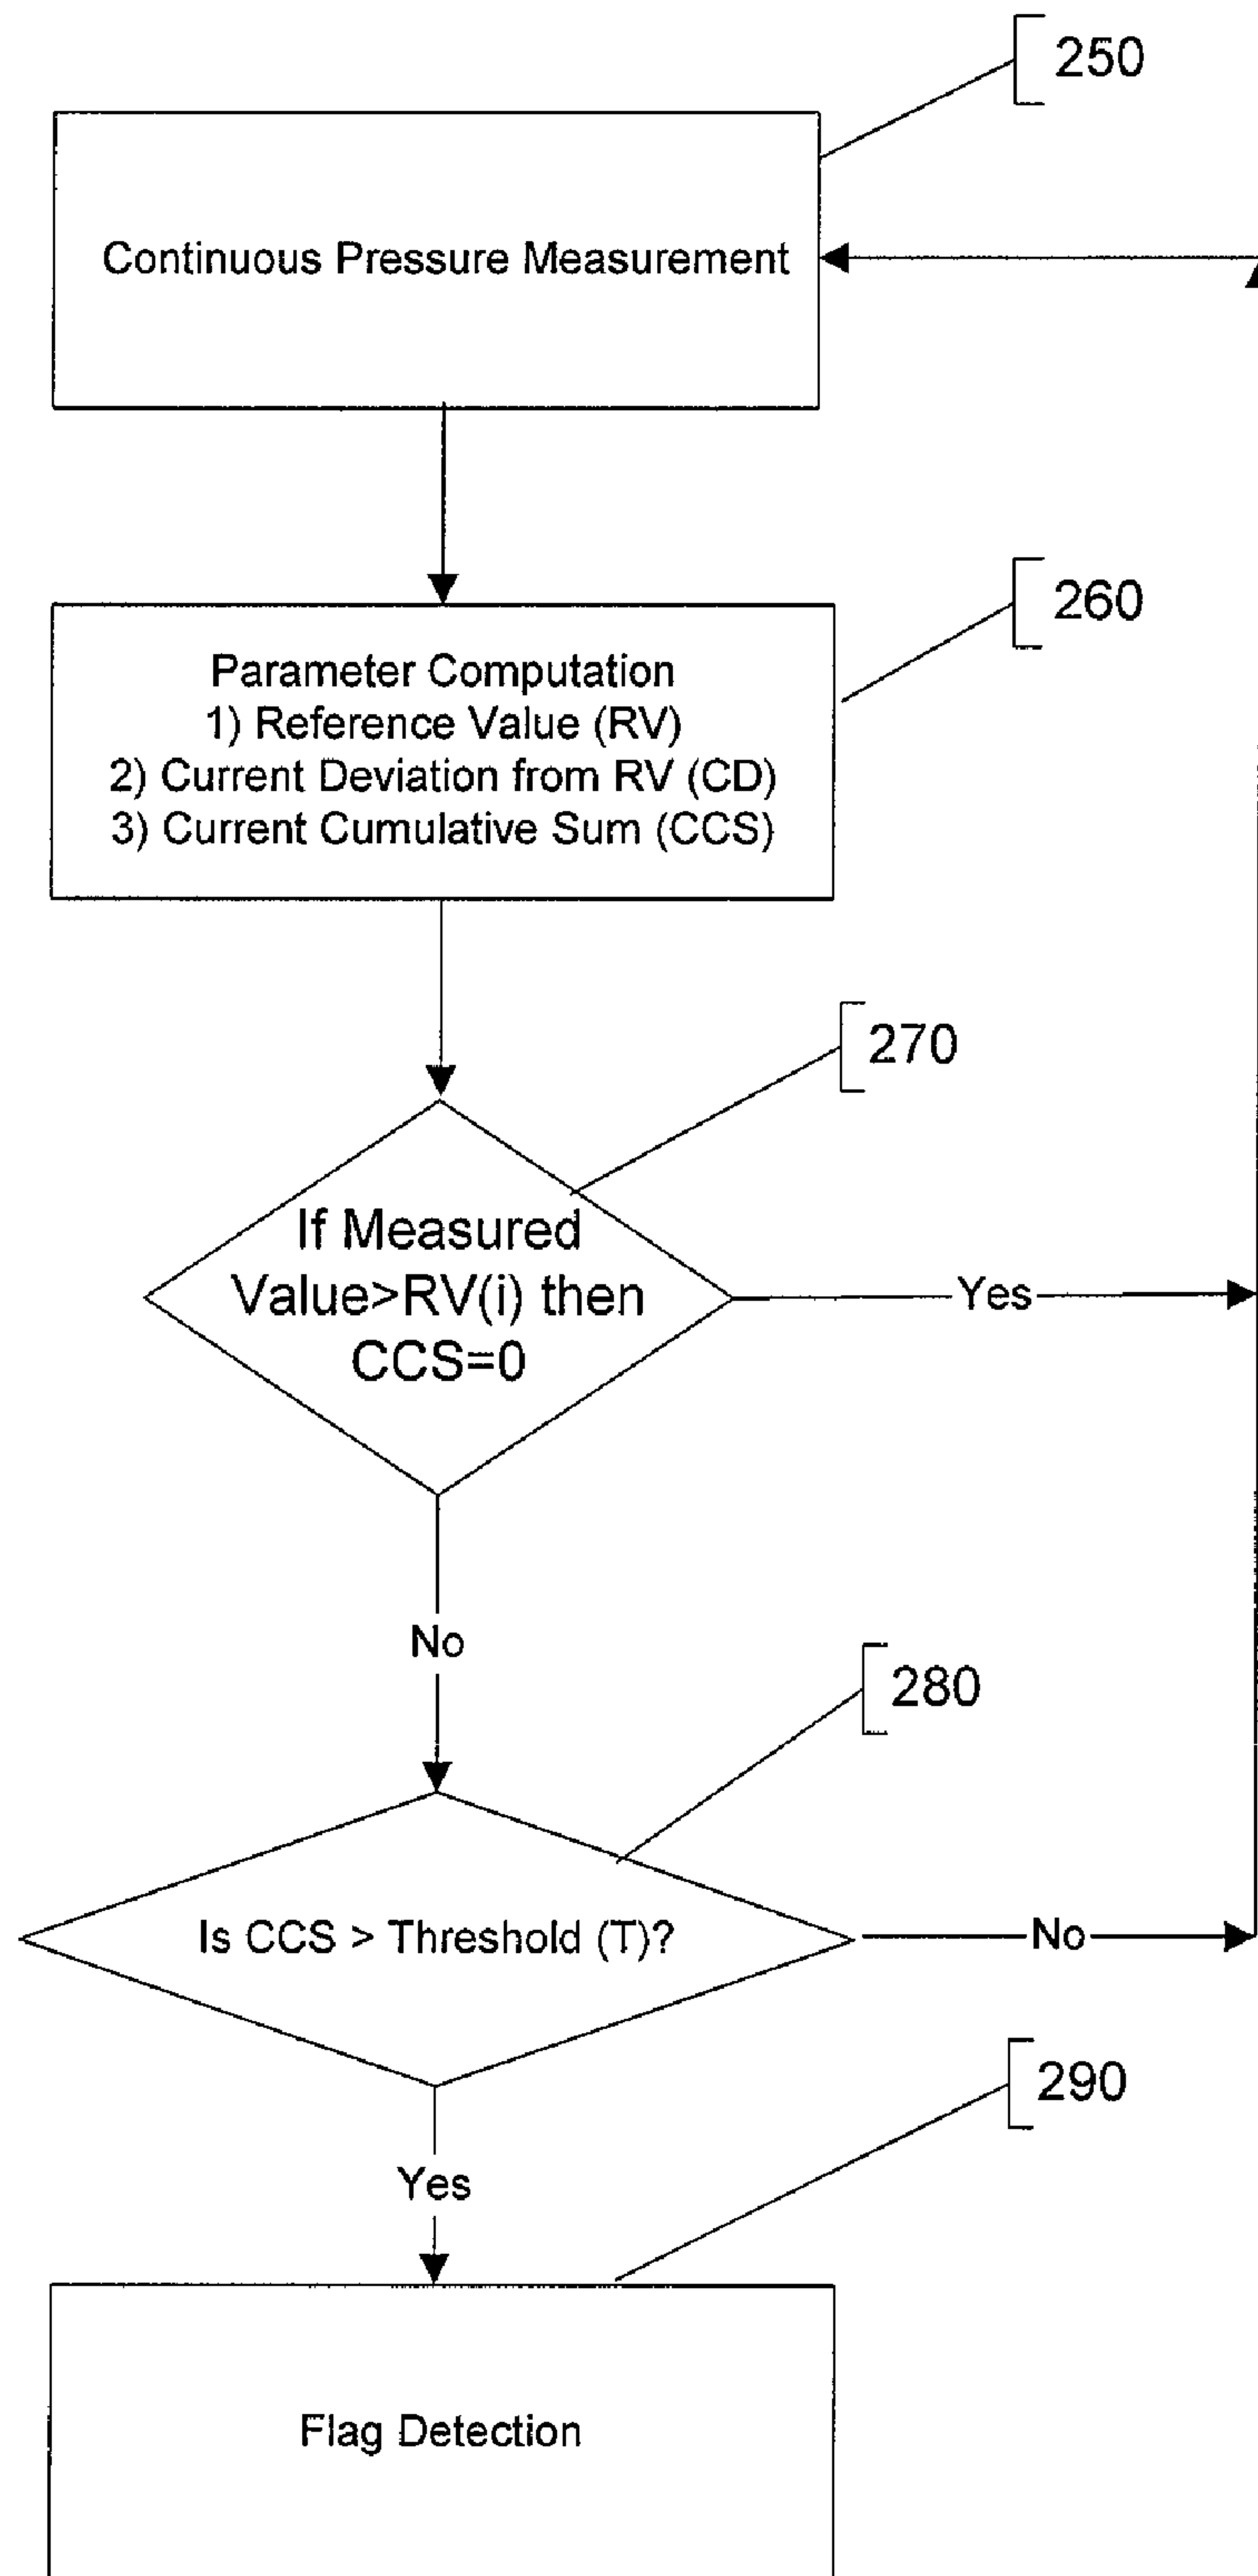 250
Continuous Pressure Measurement
260
Parameter Computation
1) Reference Value (RV)
2) Current Deviation from RV (CD)
3) Current Cumulative Sum (CCS)
270
If Measured
Value>RV(i) then
CCS=0
Yes
No
280
Is CCS > Threshold (T)?
No
290
Yes
Flag Detection